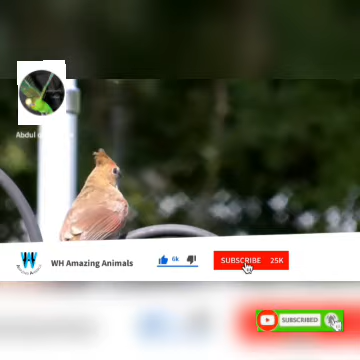 Abdul
WH Amazing Animals
6k
SUBSCRIBE 25K
SUBSCRIBED